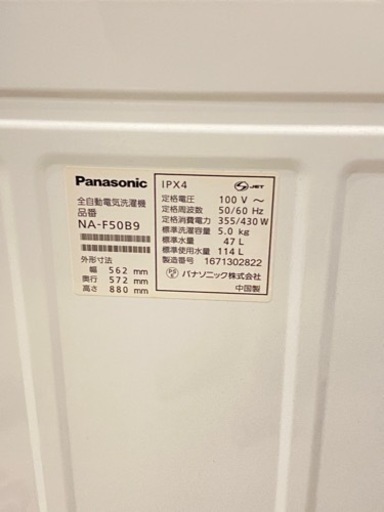 Panasonic
全自動電気洗濯機
品番
NA-F50B9
外形寸法
幅 562 mm
奥行 572 mm
高さ 880 mm
IPX4
S JET
定格電圧 100 V ～
定格周波数 50/60 Hz
定格消費電力 355/430 W
標準洗濯容量 5.0 kg
標準水量 47 L
標準使用水量 114 L
製造番号 1671302822
PS E パナソニック株式会社
中国製